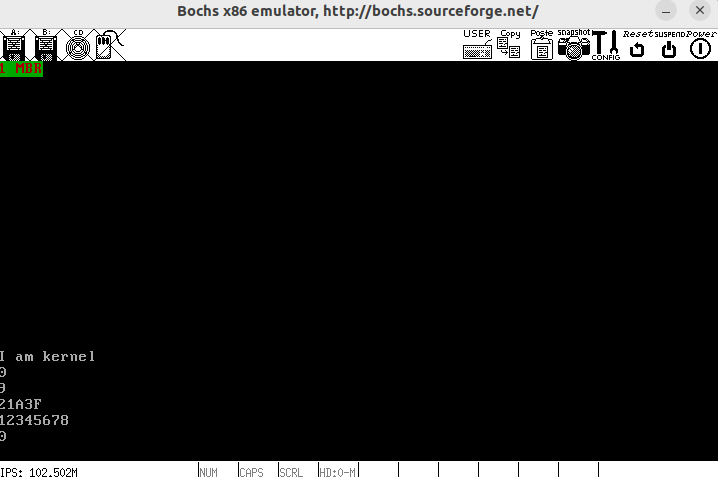 Bochs x86 emulator, http://bochs.sourceforge.net/
A: B: CD USER Copy Poste snapshot CONFIG Reset SUSPEND Power
1 MBR
I am kernel
0
9
21A3F
12345678
0
IPS: 102.502M NUM CAPS SCRL HD:0-M